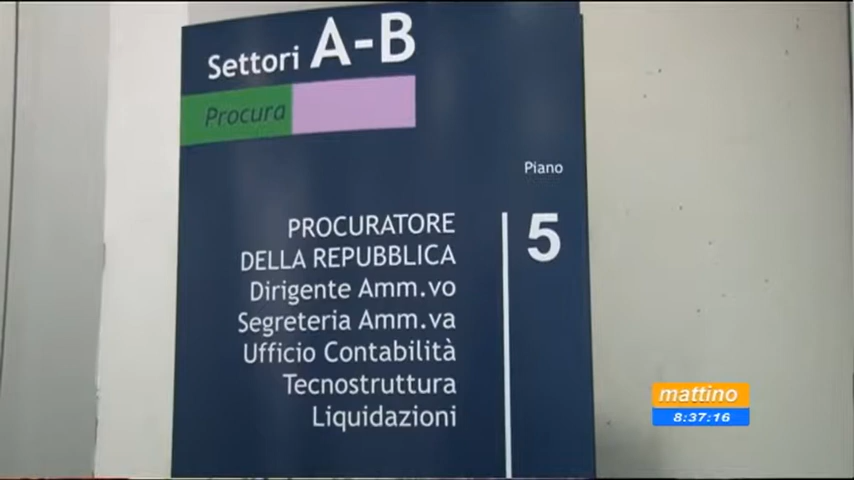 Settori A-B
Procura
Piano
5
PROCURATORE
DELLA REPUBBLICA
Dirigente Amm.vo
Segreteria Amm.va
Ufficio Contabilità
Tecnostruttura
Liquidazioni
mattino
8:37:16